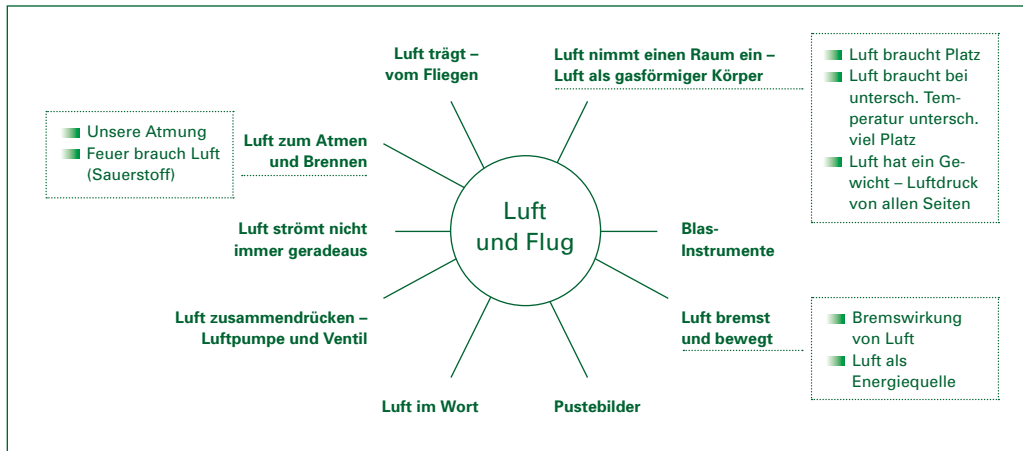 Luft trägt –
vom Fliegen
Luft nimmt einen Raum ein –
Luft als gasförmiger Körper
Luft braucht Platz
Luft braucht bei
untersch. Tem-
peratur untersch.
viel Platz
Luft hat ein Ge-
wicht – Luftdruck
von allen Seiten
Unsere Atmung
Feuer brauch Luft
(Sauerstoff)
Luft zum Atmen
und Brennen
Luft
und Flug
Luft strömt nicht
immer geradeaus
Blas-
Instrumente
Luft zusammendrücken –
Luftpumpe und Ventil
Luft bremst
und bewegt
Bremswirkung
von Luft
Luft als
Energiequelle
Luft im Wort
Pustebilder